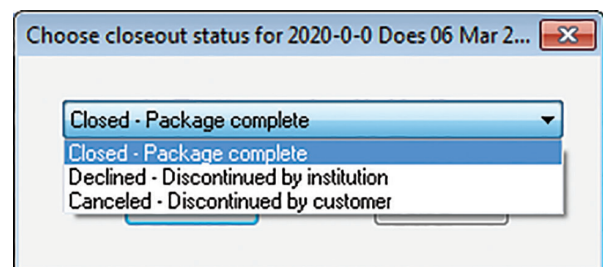 Choose closeout status for 2020-0-0 Does 06 Mar 2...
Closed - Package complete
Closed - Package complete
Declined - Discontinued by institution
Canceled - Discontinued by customer